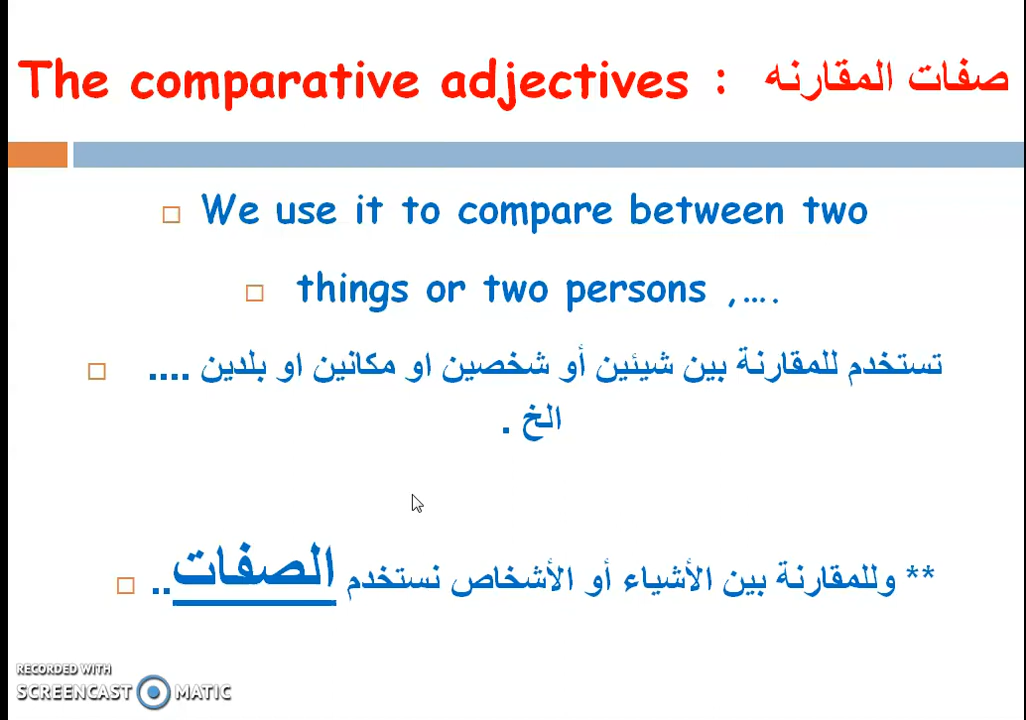 The comparative adjectives : صفات المقارنه
We use it to compare between two
things or two persons ,….
تستخدم للمقارنة بين شيئين أو شخصين او مكانين او بلدين ....
الخ .
** وللمقارنة بين الأشياء أو الأشخاص نستخدم الصفات..
RECORDED WITH
SCREENCAST MATIC